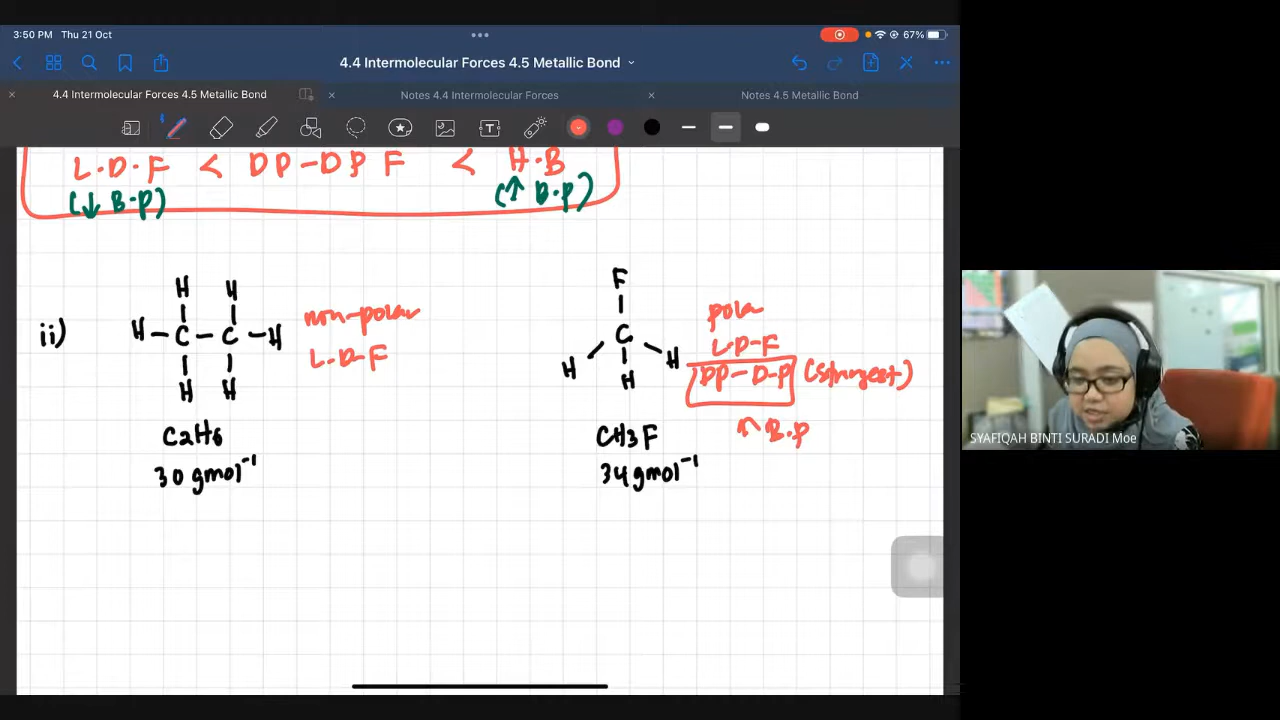 3:50 PM Thu 21 Oct
67%
4.4 Intermolecular Forces 4.5 Metallic Bond
4.4 Intermolecular Forces 4.5 Metallic Bond
Notes 4.4 Intermolecular Forces
Notes 4.5 Metallic Bond
L.D.F < DP-DP F < H.B
(↓ B.p) (↑ B.p)
ii)
H H
H-C-C-H
H H
C2H6
30 gmol-1
non-polar
L.D.F
F
C
H H H
CH3F
34 gmol-1
pola
L.D-F
DP-D-P (strongest)
↑ B.p
SYAFIQAH BINTI SURADI Moe